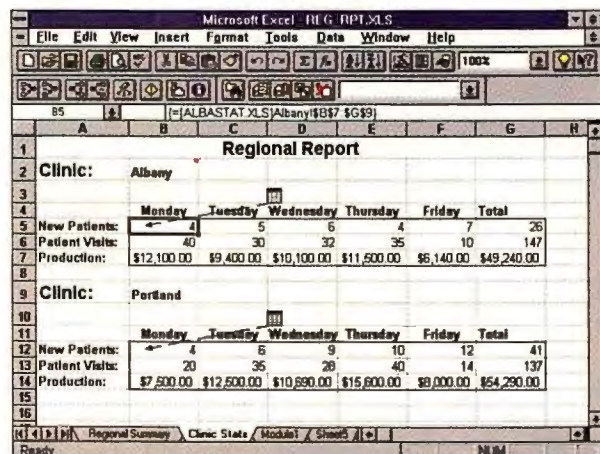 Microsoft Excel - REG_RPT.XLS
File Edit View Insert Format Tools Data Window Help
100%
B5 {=[ALBASTAT.XLS]Albany!$B$7:$G$9}
A B C D E F G H
1 Regional Report
2 Clinic: Albany
3
4 Monday Tuesday Wednesday Thursday Friday Total
5 New Patients: 4 5 6 4 7 26
6 Patient Visits: 40 30 32 35 10 147
7 Production: $12,100.00 $9,400.00 $10,100.00 $11,500.00 $6,140.00 $49,240.00
8
9 Clinic: Portland
10
11 Monday Tuesday Wednesday Thursday Friday Total
12 New Patients: 4 6 9 10 12 41
13 Patient Visits: 20 35 28 40 14 137
14 Production: $7,500.00 $12,500.00 $10,690.00 $15,600.00 $8,000.00 $54,290.00
15
16
Regional Summary Clinic Stats Module1 Sheet5
Ready NUM